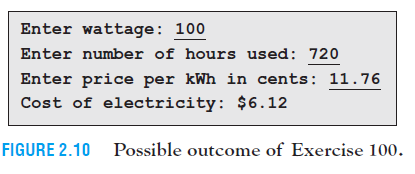 Enter wattage: 100
Enter number of hours used: 720
Enter price per kWh in cents: 11.76
Cost of electricity: $6.12
FIGURE 2.10 Possible outcome of Exercise 100.